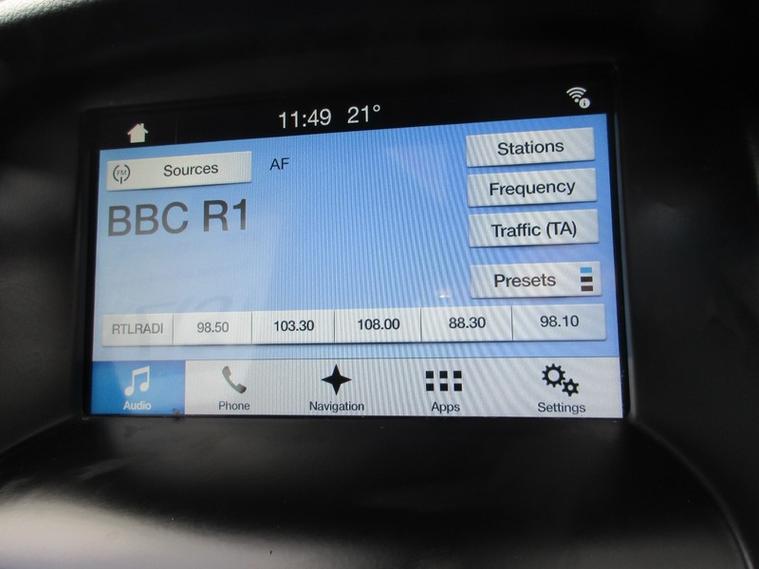 11:49 21°
FM Sources AF
Stations
BBC R1
Frequency
Traffic (TA)
Presets
RTLRADI 98.50 103.30 108.00 88.30 98.10
Audio Phone Navigation Apps Settings